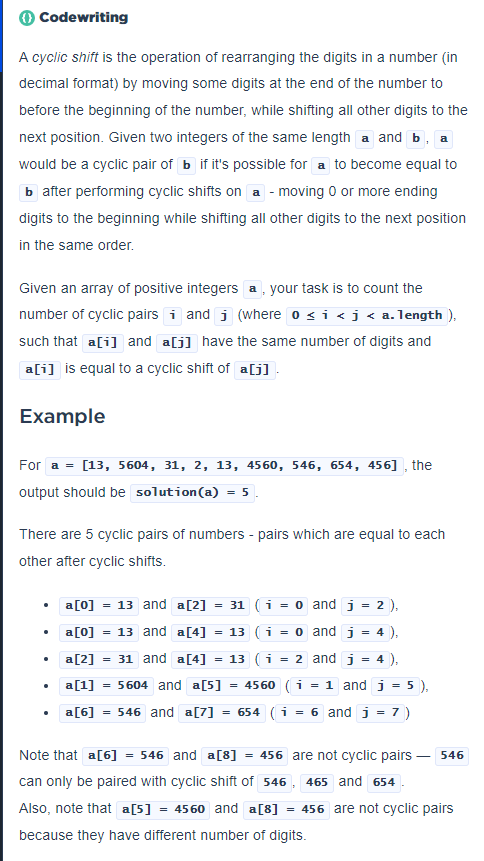 Codewriting
A cyclic shift is the operation of rearranging the digits in a number (in
decimal format) by moving some digits at the end of the number to
before the beginning of the number, while shifting all other digits to the
next position. Given two integers of the same length a and b, a
would be a cyclic pair of b if it's possible for a to become equal to
b after performing cyclic shifts on a - moving 0 or more ending
digits to the beginning while shifting all other digits to the next position
in the same order.
Given an array of positive integers a, your task is to count the
number of cyclic pairs i and j (where 0 ≤ i < j < a.length),
such that a[i] and a[j] have the same number of digits and
a[i] is equal to a cyclic shift of a[j].
Example
For a = [13, 5604, 31, 2, 13, 4560, 546, 654, 456], the
output should be solution(a) = 5.
There are 5 cyclic pairs of numbers - pairs which are equal to each
other after cyclic shifts.
• a[0] = 13 and a[2] = 31 (i = 0 and j = 2),
• a[0] = 13 and a[4] = 13 (i = 0 and j = 4),
• a[2] = 31 and a[4] = 13 (i = 2 and j = 4),
• a[1] = 5604 and a[5] = 4560 (i = 1 and j = 5),
• a[6] = 546 and a[7] = 654 (i = 6 and j = 7)
Note that a[6] = 546 and a[8] = 456 are not cyclic pairs — 546
can only be paired with cyclic shift of 546, 465 and 654.
Also, note that a[5] = 4560 and a[8] = 456 are not cyclic pairs
because they have different number of digits.